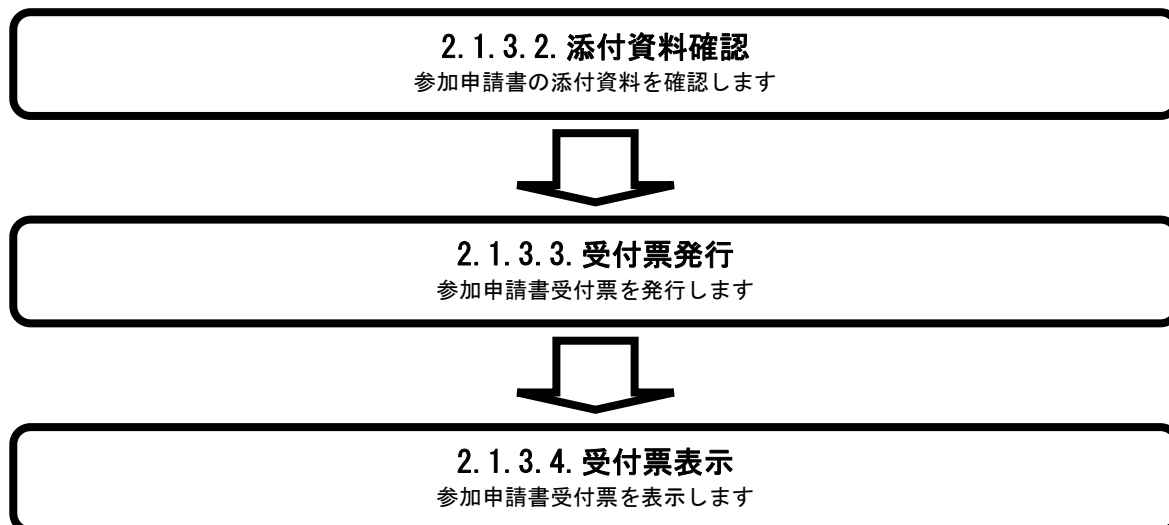 2.1.3.2.添付資料確認
参加申請書の添付資料を確認します
2.1.3.3.受付票発行
参加申請書受付票を発行します
2.1.3.4.受付票表示
参加申請書受付票を表示します